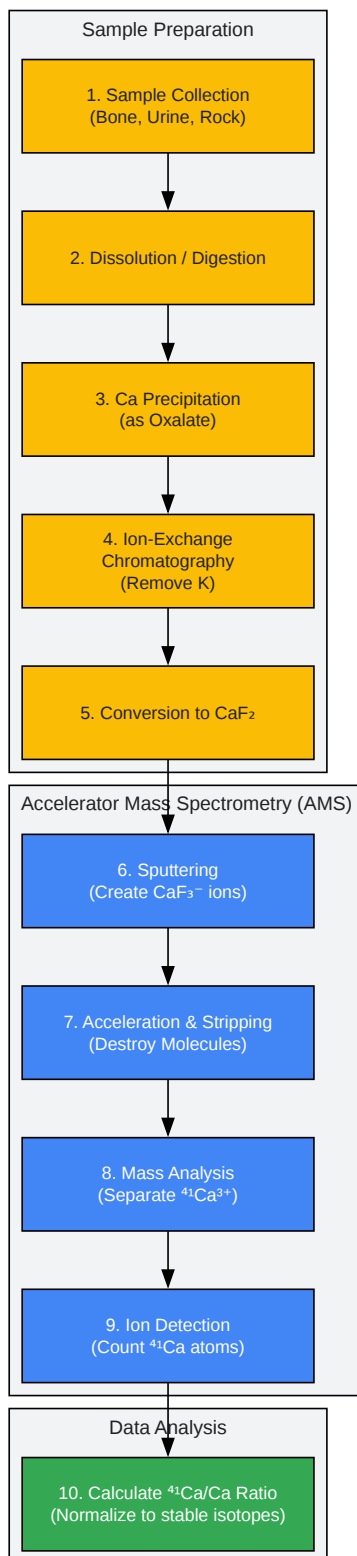 Sample Preparation
1. Sample Collection
(Bone, Urine, Rock)
2. Dissolution / Digestion
3. Ca Precipitation
(as Oxalate)
4. Ion-Exchange
Chromatography
(Remove K)
5. Conversion to CaF₂
Accelerator Mass Spectrometry (AMS)
6. Sputtering
(Create CaF₃⁻ ions)
7. Acceleration & Stripping
(Destroy Molecules)
8. Mass Analysis
(Separate ⁴¹Ca³⁺)
9. Ion Detection
(Count ⁴¹Ca atoms)
Data Analysis
10. Calculate ⁴¹Ca/Ca Ratio
(Normalize to stable isotopes)